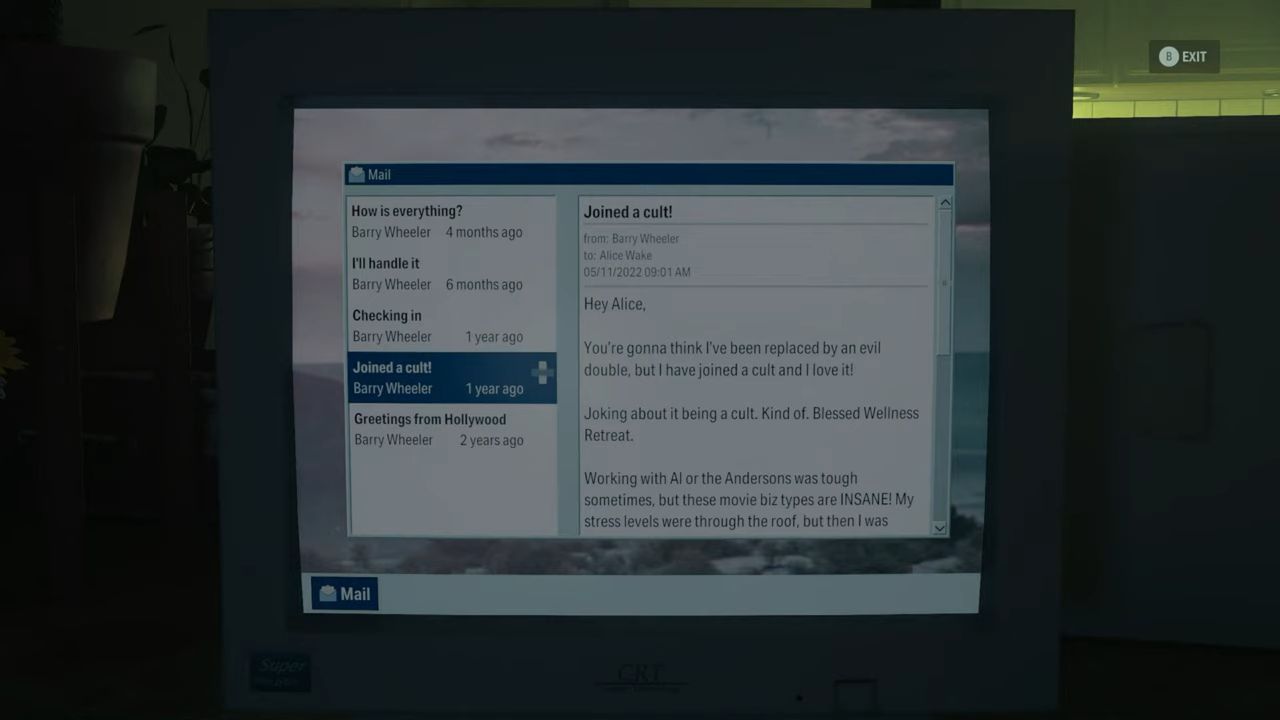 B EXIT
Mail
How is everything?
Barry Wheeler 4 months ago
I'll handle it
Barry Wheeler 6 months ago
Checking in
Barry Wheeler 1 year ago
Joined a cult!
Barry Wheeler 1 year ago
Greetings from Hollywood
Barry Wheeler 2 years ago
Joined a cult!
from: Barry Wheeler
to: Alice Wake
05/11/2022 09:01 AM
Hey Alice,
You're gonna think I've been replaced by an evil
double, but I have joined a cult and I love it!
Joking about it being a cult. Kind of. Blessed Wellness
Retreat.
Working with Al or the Andersons was tough
sometimes, but these movie biz types are INSANE! My
stress levels were through the roof, but then I was
Mail
Super
CRT